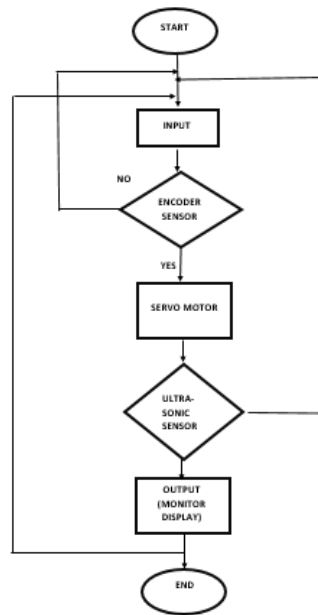 START
INPUT
NO
ENCODER
SENSOR
YES
SERVO MOTOR
ULTRA-
SONIC
SENSOR
OUTPUT
(MONITOR
DISPLAY)
END